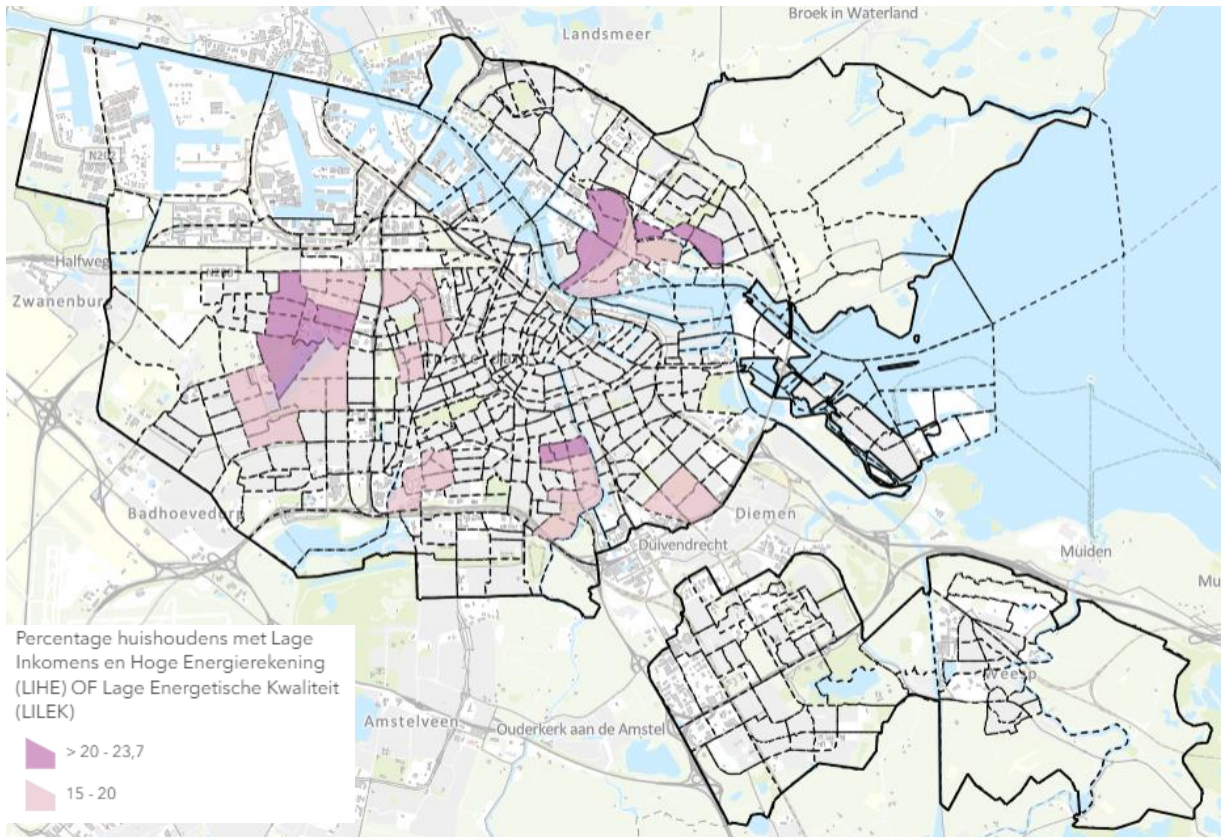 Broek in Waterland
Landsmeer
N202
Halfweg
Zwanenburg
Badhoevedorp
Diemen
Duivendrecht
Muiden
Mu
Weesp
Amstelveen
Ouderkerk aan de Amstel
Percentage huishoudens met Lage
Inkomens en Hoge Energierekening
(LIHE) OF Lage Energetische Kwaliteit
(LILEK)
> 20 - 23,7
15 - 20